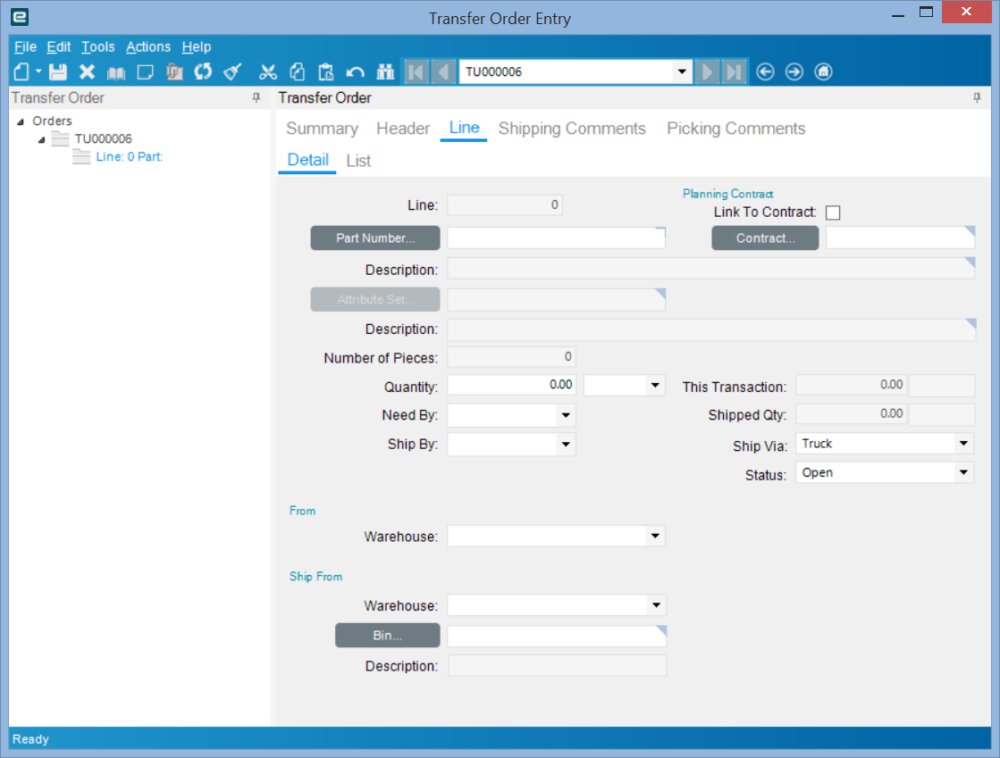 Transfer Order Entry
File Edit Tools Actions Help
TU000006
Transfer Order
Orders
TU000006
Line: 0 Part:
Transfer Order
Summary Header Line Shipping Comments Picking Comments
Detail List
Line: 0
Planning Contract
Link To Contract:
Part Number...
Contract...
Description:
Attribute Set...
Description:
Number of Pieces: 0
Quantity: 0.00
This Transaction: 0.00
Need By:
Shipped Qty: 0.00
Ship By:
Ship Via: Truck
Status: Open
From
Warehouse:
Ship From
Warehouse:
Bin...
Description:
Ready